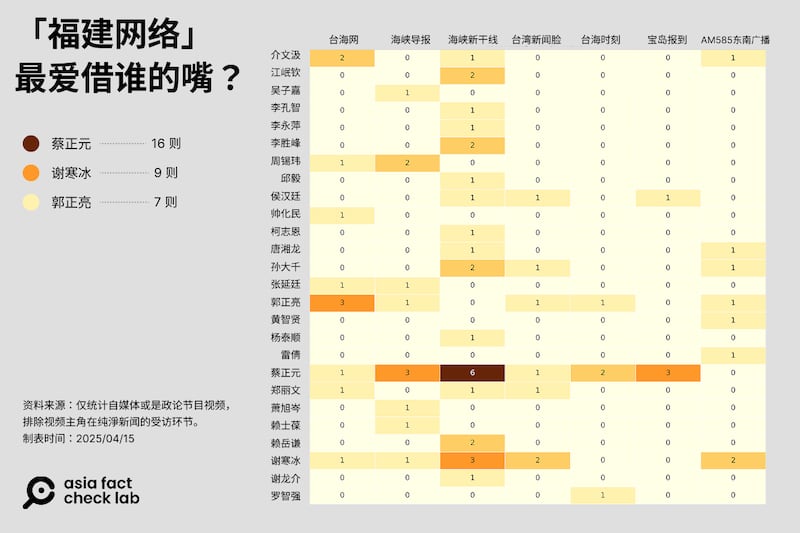 「福建网络」
最爱借谁的嘴？
蔡正元 16 则
谢寒冰 9 则
郭正亮 7 则
台海网 海峡导报 海峡新干线 台湾新闻脸 台海时刻 宝岛报到 AM585东南广播
介文汲 2 0 1 0 0 0 1
江岷钦 0 0 2 0 0 0 0
吴子嘉 0 1 0 0 0 0 0
李孔智 0 0 1 0 0 0 0
李永萍 0 0 1 0 0 0 0
李胜峰 0 0 2 0 0 0 0
周锡玮 1 2 0 0 0 0 0
邱毅 0 0 1 0 0 0 0
侯汉廷 0 0 1 1 0 1 0
帅化民 1 0 0 0 0 0 0
柯志恩 0 0 1 0 0 0 0
唐湘龙 0 0 1 0 0 0 1
孙大千 0 0 2 1 0 0 1
张延廷 1 1 0 0 0 0 0
郭正亮 3 1 0 1 1 0 1
黄智贤 0 0 0 0 0 0 1
杨泰顺 0 0 1 0 0 0 0
雷倩 0 0 0 0 0 0 1
蔡正元 1 3 6 1 2 3 0
郑丽文 1 0 1 1 0 0 0
萧旭岑 0 1 0 0 0 0 0
赖士葆 0 1 0 0 0 0 0
赖岳谦 0 0 2 0 0 0 0
谢寒冰 1 1 3 2 0 0 2
谢龙介 0 0 1 0 0 0 0
罗智强 0 0 0 0 1 0 0
资料来源：仅统计自媒体或是政论节目视频，
排除视频主角在纯淨新闻的受访环节。
制表时间：2025/04/15
asia fact
check lab